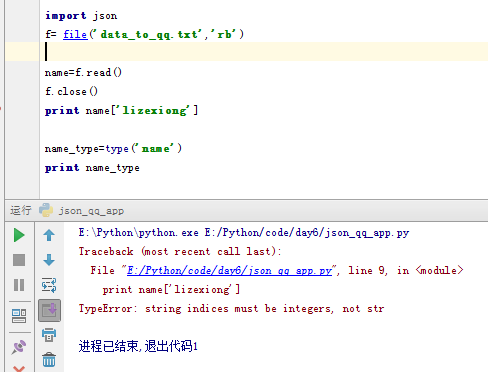 import json
f= file('data_to_qq.txt','rb')
name=f.read()
f.close()
print name['lizexiong']
name_type=type('name')
print name_type
运行 json_qq_app
E:\Python\python.exe E:/Python/code/day6/json_qq_app.py
Traceback (most recent call last):
File "E:/Python/code/day6/json_qq_app.py", line 9, in <module>
print name['lizexiong']
TypeError: string indices must be integers, not str
进程已结束,退出代码1